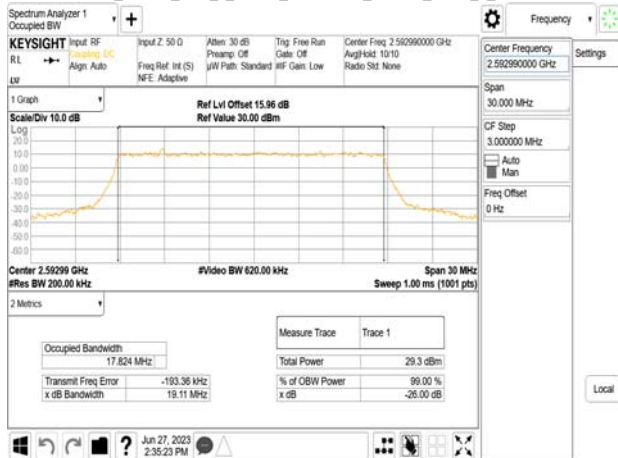 Spectrum Analyzer 1
Occupied BW
+
Frequency
KEYSIGHT
Input: RF
Coupling: DC
Align: Auto
RL
LV
Input Z: 50 Ω
Freq Ref: Int (S)
NFE: Adaptive
Atten: 30 dB
Preamp: Off
µW Path: Standard
Trig: Free Run
Gate: Off
#IF Gain: Low
Center Freq: 2.592990000 GHz
Avg|Hold: 10/10
Radio Std: None
Center Frequency
2.592990000 GHz
Settings
Span
30.000 MHz
CF Step
3.000000 MHz
Auto
Man
Freq Offset
0 Hz
Local
1 Graph
Ref Lvl Offset 15.96 dB
Scale/Div 10.0 dB
Ref Value 30.00 dBm
Log
20.0
10.0
0.00
-10.0
-20.0
-30.0
-40.0
-50.0
-60.0
Center 2.59299 GHz
#Video BW 620.00 kHz
Span 30 MHz
#Res BW 200.00 kHz
Sweep 1.00 ms (1001 pts)
2 Metrics
Measure Trace
Trace 1
Occupied Bandwidth
17.824 MHz
Total Power
29.3 dBm
Transmit Freq Error
-193.36 kHz
% of OBW Power
99.00 %
x dB Bandwidth
19.11 MHz
x dB
-26.00 dB
?
Jun 27, 2023
2:35:23 PM